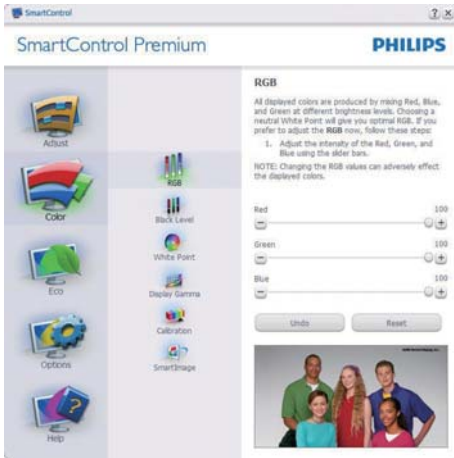 SmartControl
SmartControl Premium
PHILIPS
Adjust
Color
Eco
Options
Help
RGB
Black Level
White Point
Display Gamma
Calibration
SmartImage
RGB
All displayed colors are produced by mixing Red, Blue,
and Green at different brightness levels. Choosing a
neutral White Point will give you optimal RGB. If you
prefer to adjust the RGB now, follow these steps:
1. Adjust the intensity of the Red, Green, and
Blue using the slider bars.
NOTE: Changing the RGB values can adversely effect
the displayed colors.
Red 100
Green 100
Blue 100
Undo
Reset